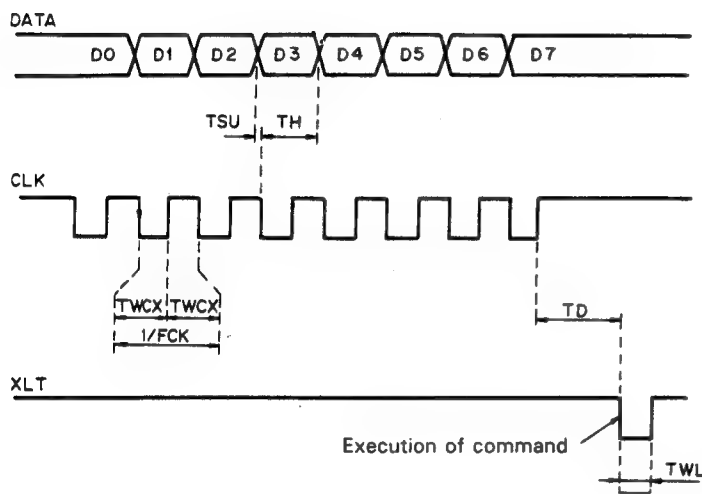 DATA
D0 D1 D2 D3 D4 D5 D6 D7
TSU TH
CLK
TWCX TWCX
1/FCK
TD
XLT
Execution of command
TWL